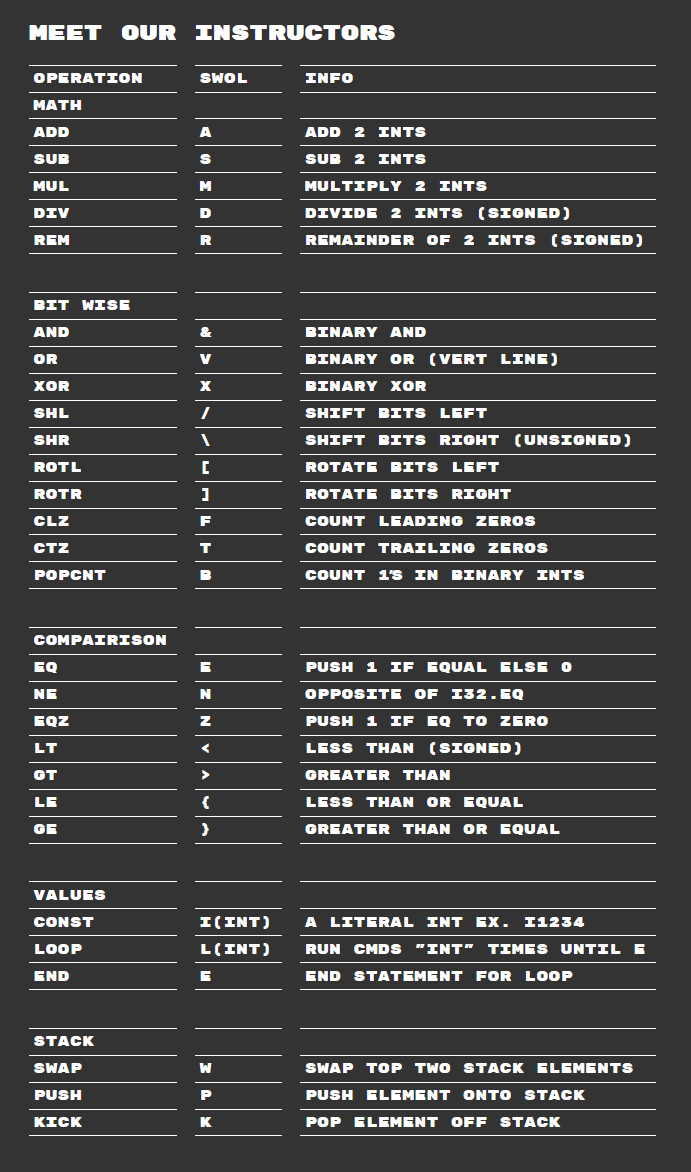 MEET OUR INSTRUCTORS
OPERATION SWOL INFO
MATH
ADD A ADD 2 INTS
SUB S SUB 2 INTS
MUL M MULTIPLY 2 INTS
DIV D DIVIDE 2 INTS (SIGNED)
REM R REMAINDER OF 2 INTS (SIGNED)
BIT WISE
AND & BINARY AND
OR V BINARY OR (VERT LINE)
XOR X BINARY XOR
SHL / SHIFT BITS LEFT
SHR \ SHIFT BITS RIGHT (UNSIGNED)
ROTL [ ROTATE BITS LEFT
ROTR ] ROTATE BITS RIGHT
CLZ F COUNT LEADING ZEROS
CTZ T COUNT TRAILING ZEROS
POPCNT B COUNT 1'S IN BINARY INTS
COMPAIRISON
EQ E PUSH 1 IF EQUAL ELSE 0
NE N OPPOSITE OF I32.EQ
EQZ Z PUSH 1 IF EQ TO ZERO
LT < LESS THAN (SIGNED)
GT > GREATER THAN
LE { LESS THAN OR EQUAL
GE } GREATER THAN OR EQUAL
VALUES
CONST I(INT) A LITERAL INT EX. I1234
LOOP L(INT) RUN CMDS "INT" TIMES UNTIL E
END E END STATEMENT FOR LOOP
STACK
SWAP W SWAP TOP TWO STACK ELEMENTS
PUSH P PUSH ELEMENT ONTO STACK
KICK K POP ELEMENT OFF STACK